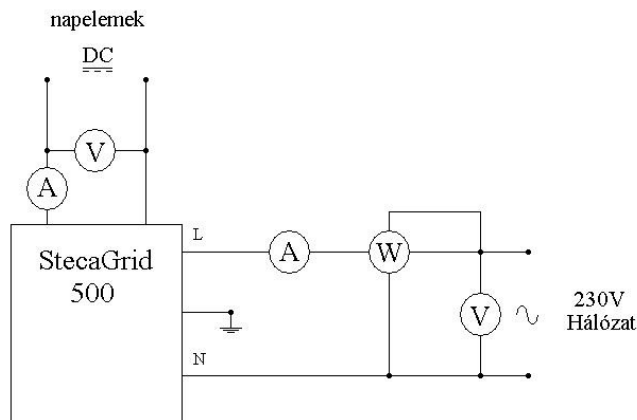 napelemek
DC
V
A
L
A
W
StecaGrid
500
V
230V
Hálózat
N